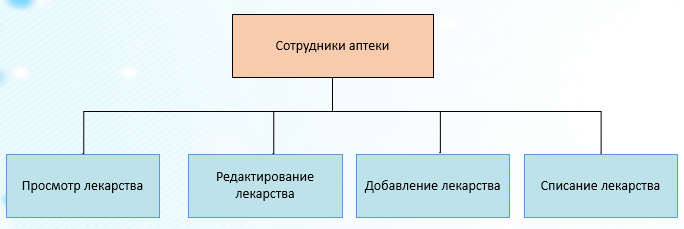 Сотрудники аптеки
Просмотр лекарства
Редактирование
лекарства
Добавление лекарства
Списание лекарства